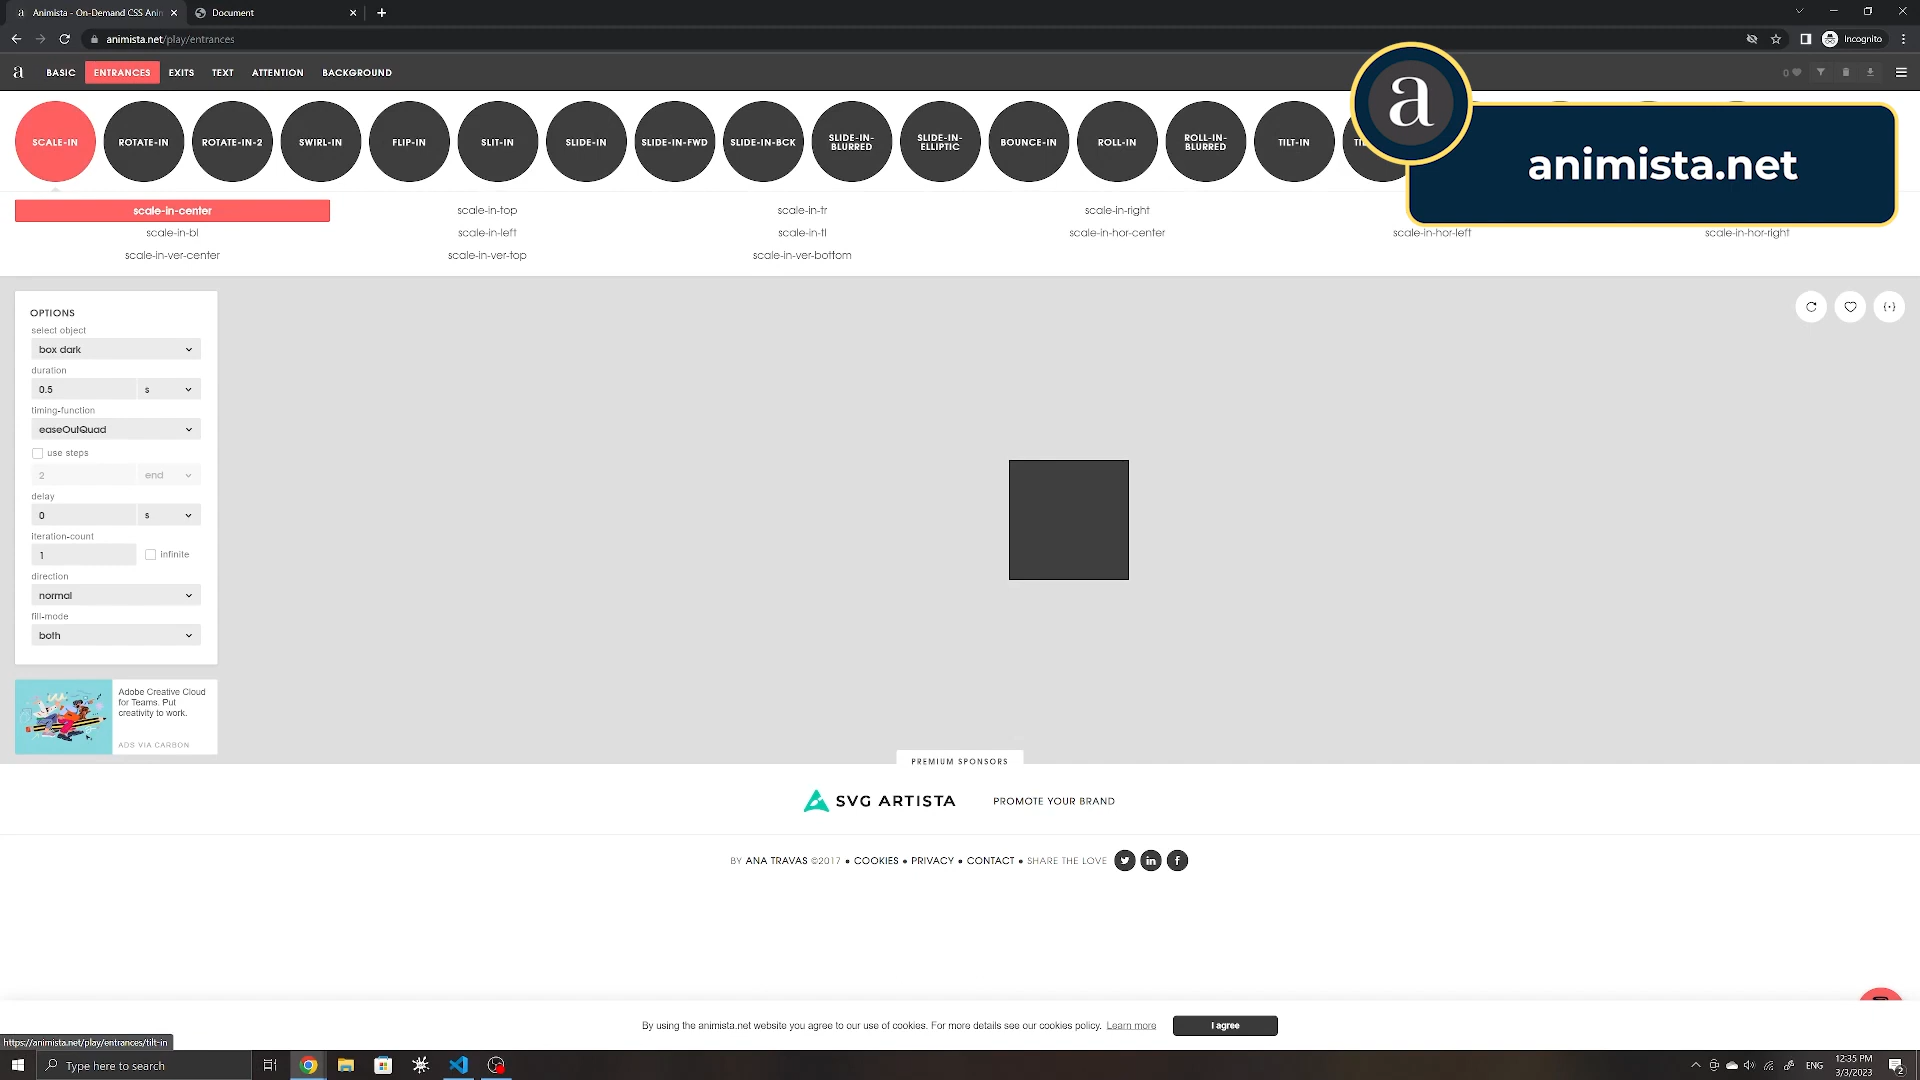 a Animista - On-Demand CSS Anim
Document
animista.net/play/entrances
Incognito
a BASIC ENTRANCES EXITS TEXT ATTENTION BACKGROUND
0
a
animista.net
SCALE-IN
ROTATE-IN
ROTATE-IN-2
SWIRL-IN
FLIP-IN
SLIT-IN
SLIDE-IN
SLIDE-IN-FWD
SLIDE-IN-BCK
SLIDE-IN-
BLURRED
SLIDE-IN-
ELLIPTIC
BOUNCE-IN
ROLL-IN
ROLL-IN-
BLURRED
TILT-IN
scale-in-center scale-in-top scale-in-tr scale-in-right
scale-in-bl scale-in-left scale-in-tl scale-in-hor-center scale-in-hor-left scale-in-hor-right
scale-in-ver-center scale-in-ver-top scale-in-ver-bottom
OPTIONS
select object
box dark
duration
0.5 s
timing-function
easeOutQuad
use steps
2 end
delay
0 s
iteration-count
1 infinite
direction
normal
fill-mode
both
Adobe Creative Cloud
for Teams. Put
creativity to work.
ADS VIA CARBON
PREMIUM SPONSORS
SVG ARTISTA PROMOTE YOUR BRAND
BY ANA TRAVAS ©2017 • COOKIES • PRIVACY • CONTACT • SHARE THE LOVE
By using the animista.net website you agree to our use of cookies. For more details see our cookies policy. Learn more I agree
https://animista.net/play/entrances/tilt-in
Type here to search
ENG
12:35 PM
3/3/2023
2